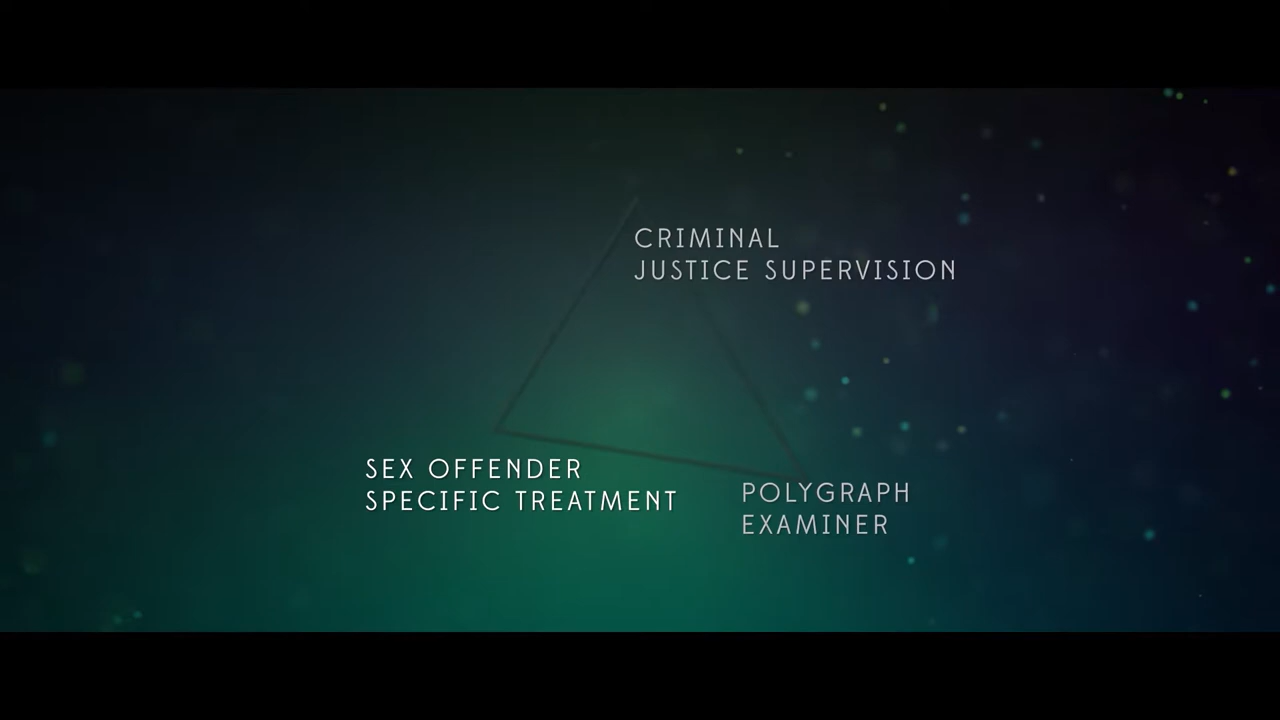 CRIMINAL
JUSTICE SUPERVISION
SEX OFFENDER
SPECIFIC TREATMENT
POLYGRAPH
EXAMINER